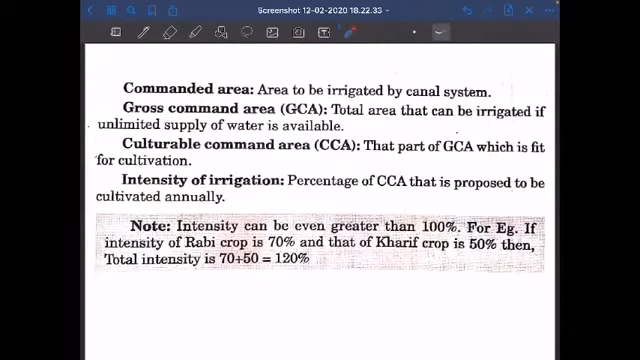 Screenshot 12-02-2020 18.22.33
Commanded area: Area to be irrigated by canal system.
Gross command area (GCA): Total area that can be irrigated if
unlimited supply of water is available.
Culturable command area (CCA): That part of GCA which is fit
for cultivation.
Intensity of irrigation: Percentage of CCA that is proposed to be
cultivated annually.
Note: Intensity can be even greater than 100%. For Eg. If
intensity of Rabi crop is 70% and that of Kharif crop is 50% then,
Total intensity is 70+50 = 120%